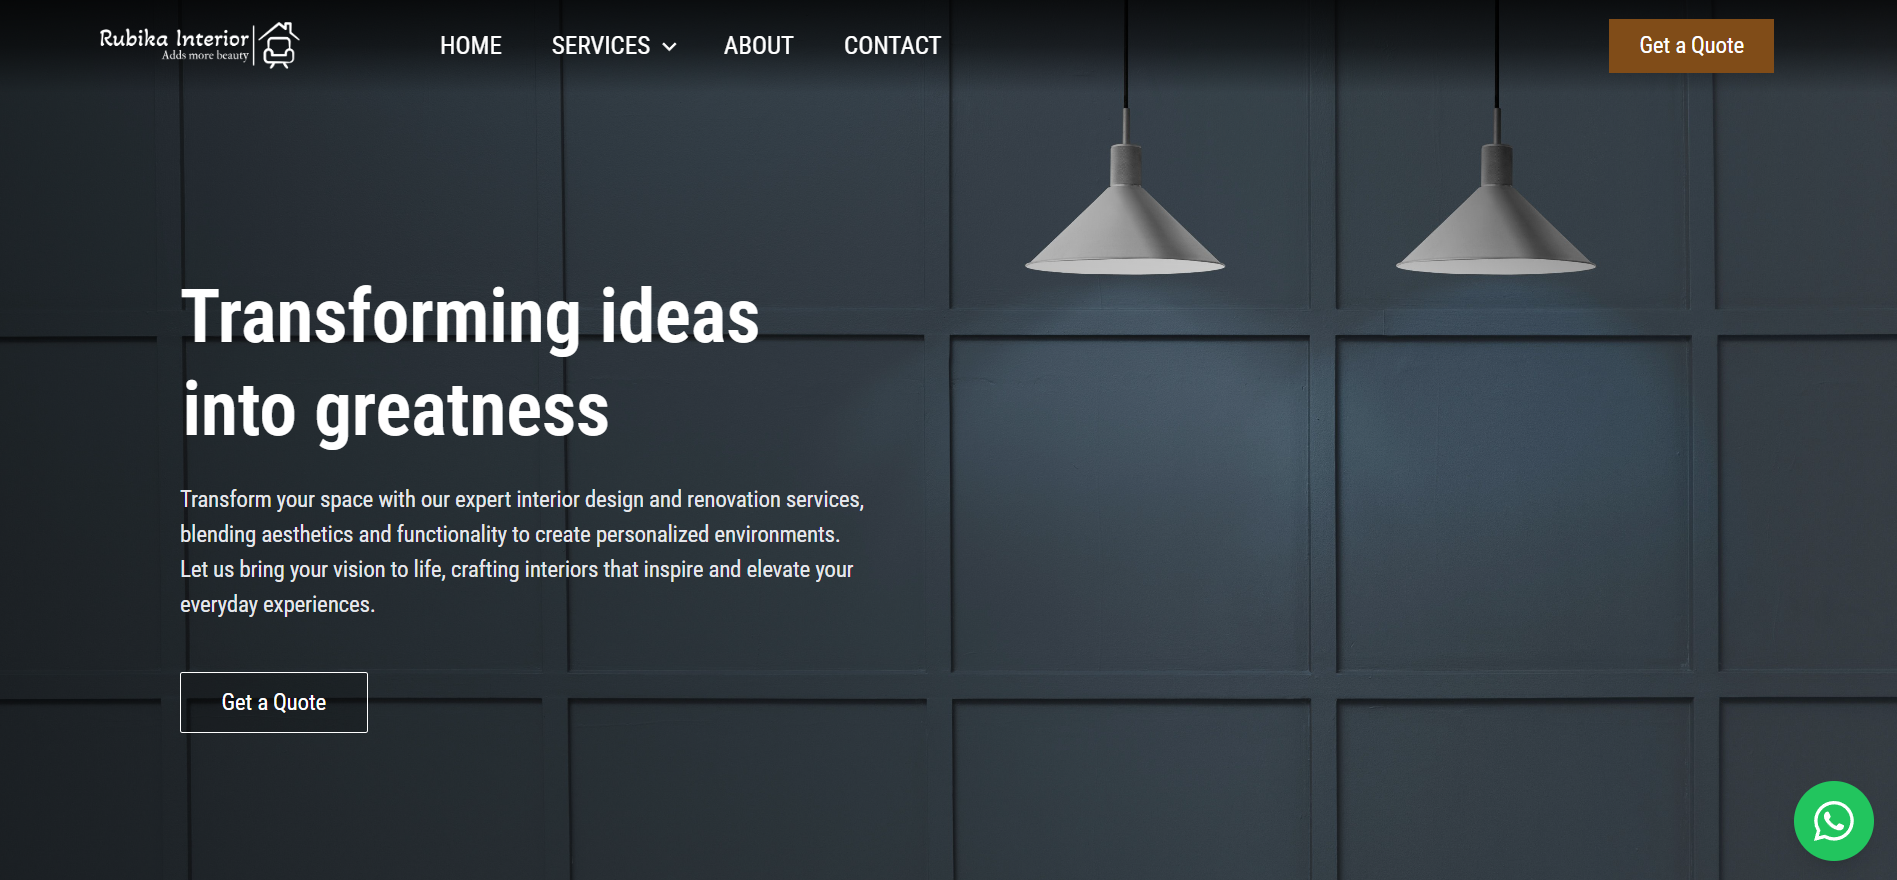 Rubika Interior
Adds more beauty
HOME
SERVICES
ABOUT
CONTACT
Get a Quote
Transforming ideas
into greatness
Transform your space with our expert interior design and renovation services,
blending aesthetics and functionality to create personalized environments.
Let us bring your vision to life, crafting interiors that inspire and elevate your
everyday experiences.
Get a Quote